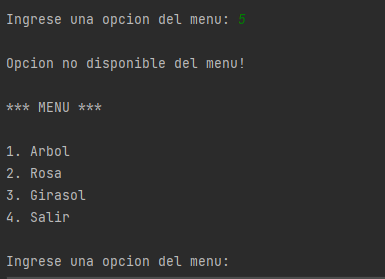 Ingrese una opcion del menu: 5
Opcion no disponible del menu!
*** MENU ***
1. Arbol
2. Rosa
3. Girasol
4. Salir
Ingrese una opcion del menu: